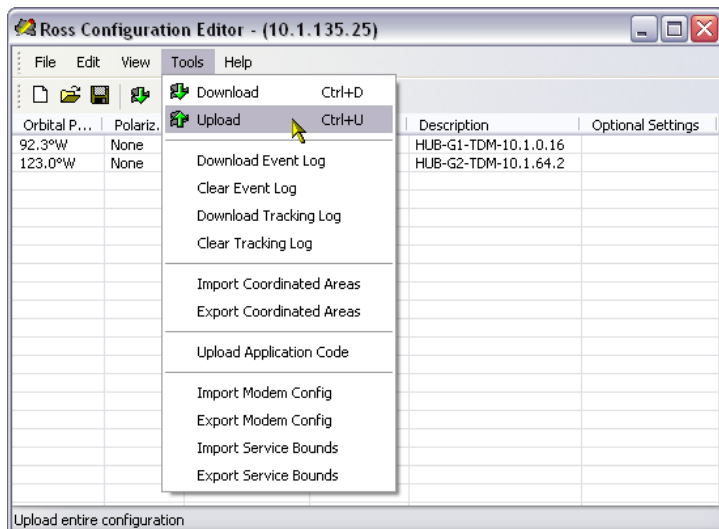 Ross Configuration Editor - (10.1.135.25)
File Edit View Tools Help
Download Ctrl+D
Upload Ctrl+U
Download Event Log
Clear Event Log
Download Tracking Log
Clear Tracking Log
Import Coordinated Areas
Export Coordinated Areas
Upload Application Code
Import Modem Config
Export Modem Config
Import Service Bounds
Export Service Bounds
Orbital P... Polariz. Description Optional Settings
92.3°W None HUB-G1-TDM-10.1.0.16
123.0°W None HUB-G2-TDM-10.1.64.2
Upload entire configuration